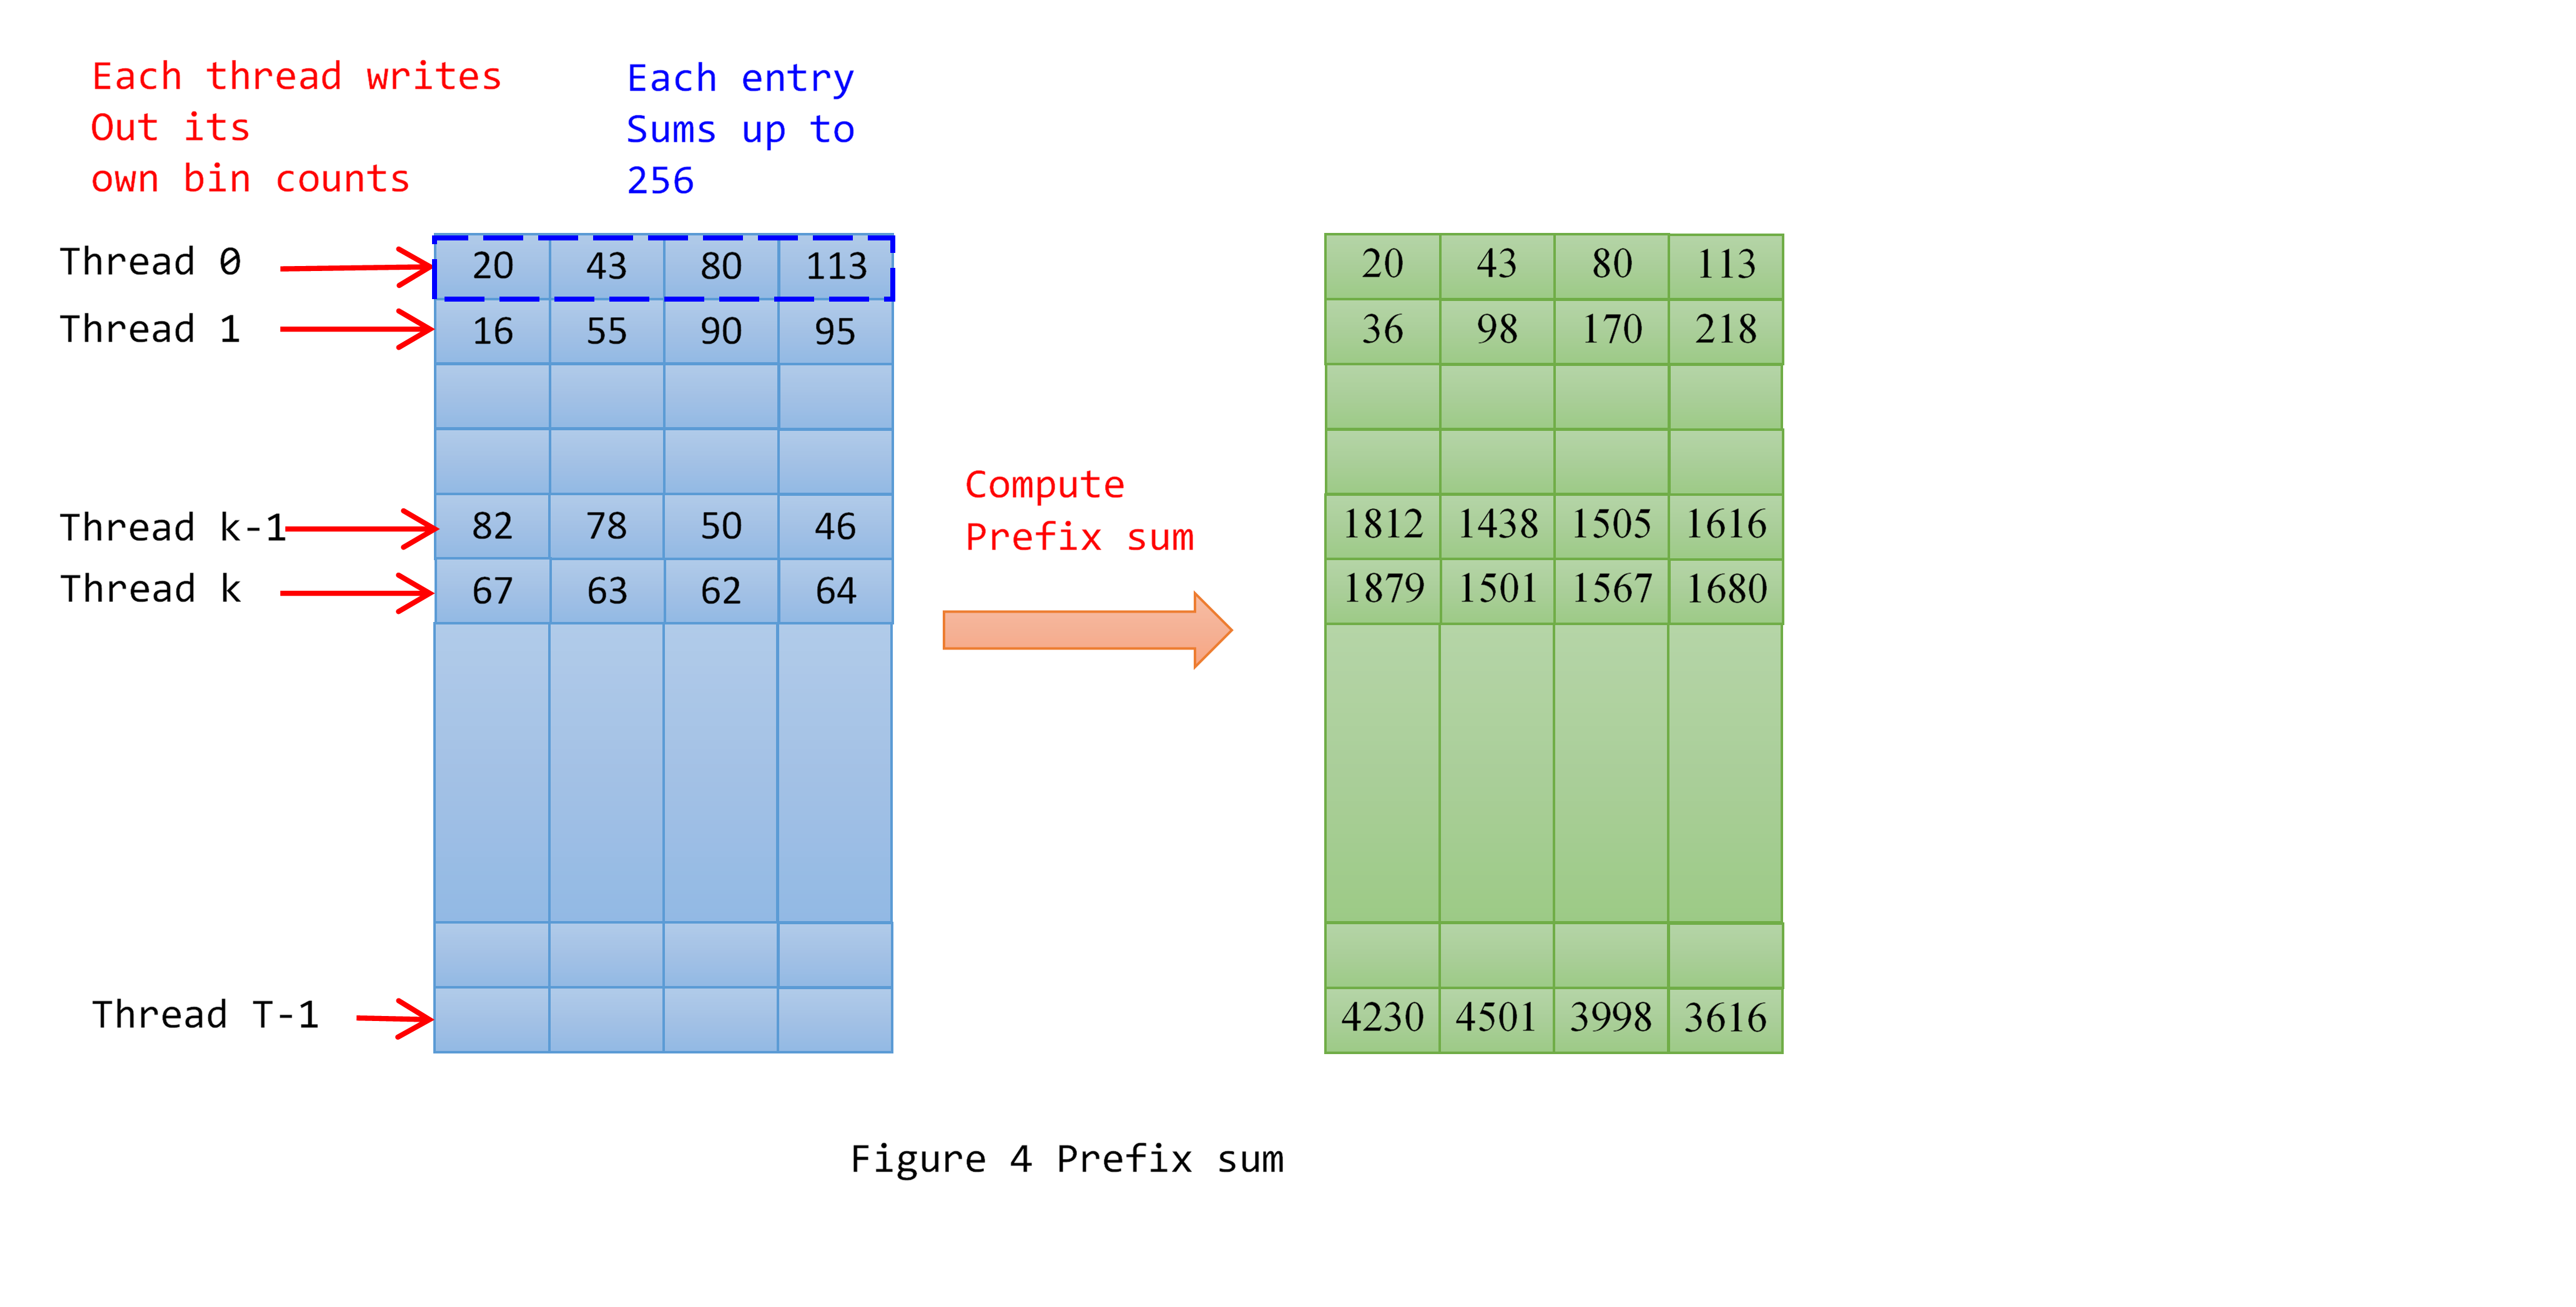 Each thread writes
Out its
own bin counts
Each entry
Sums up to
256
Thread 0
20 43 80 113
20 43 80 113
Thread 1
16 55 90 95
36 98 170 218
Thread k-1
82 78 50 46
1812 1438 1505 1616
Thread k
67 63 62 64
1879 1501 1567 1680
Compute
Prefix sum
Thread T-1
4230 4501 3998 3616
Figure 4 Prefix sum